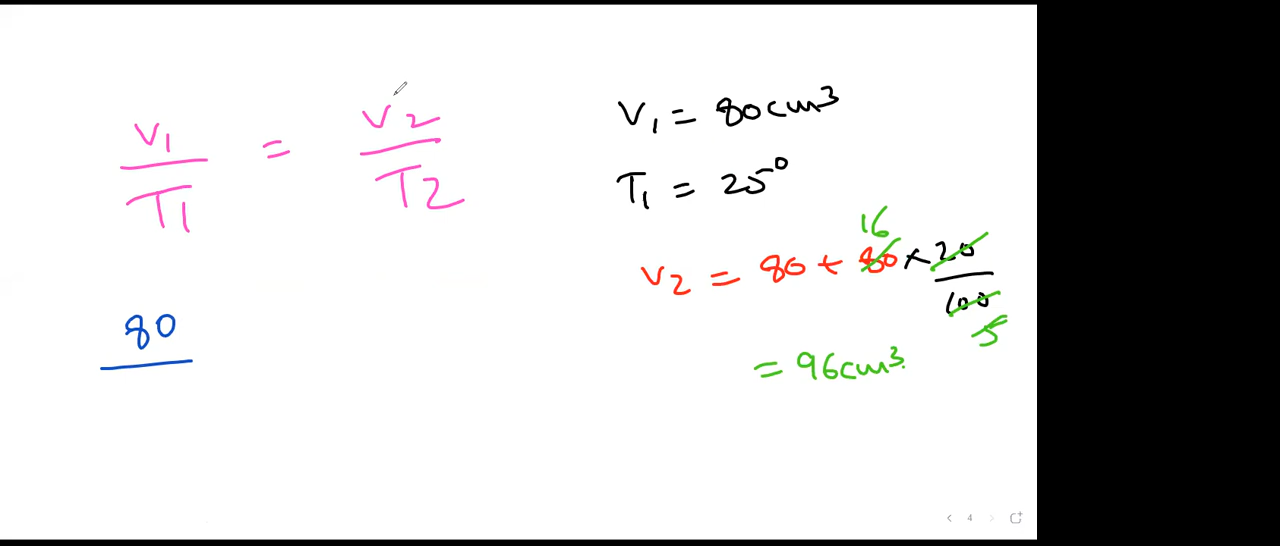 V1/T1 = V2/T2
V1 = 80cm³
T1 = 25°
16
V2 = 80 + 80 × 20/100
5
80
= 96cm³.
4